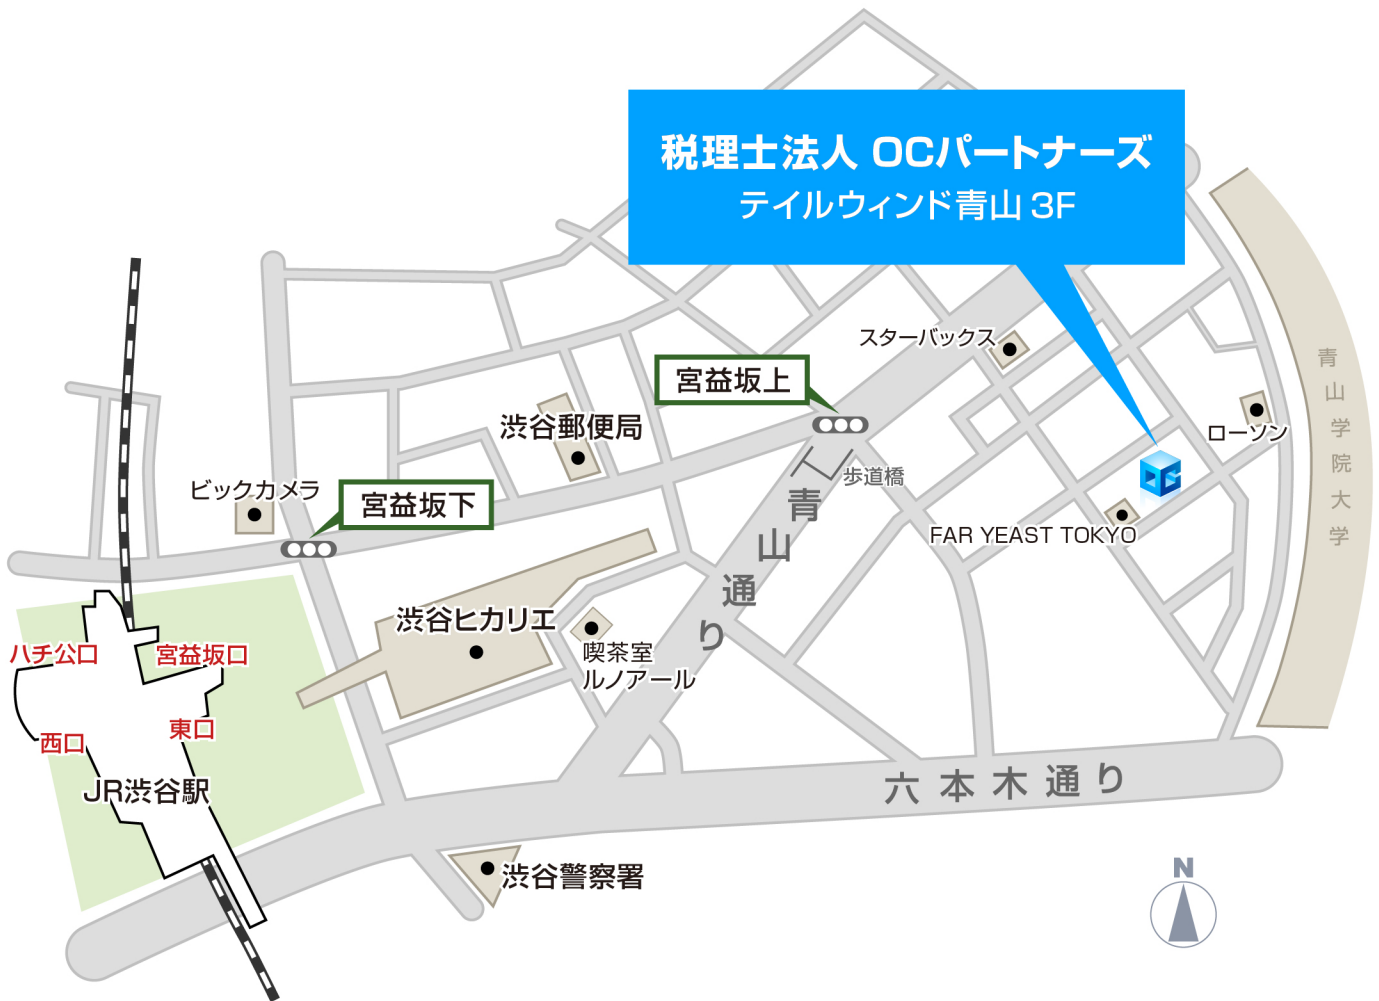 税理士法人 OCパートナーズ
テイルウィンド青山 3F
スターバックス
宮益坂上
渋谷郵便局
ローソン
青山学院大学
歩道橋
ビックカメラ
宮益坂下
FAR YEAST TOKYO
青山通り
渋谷ヒカリエ
喫茶室
ルノアール
ハチ公口
宮益坂口
東口
西口
JR渋谷駅
六本木通り
渋谷警察署
N